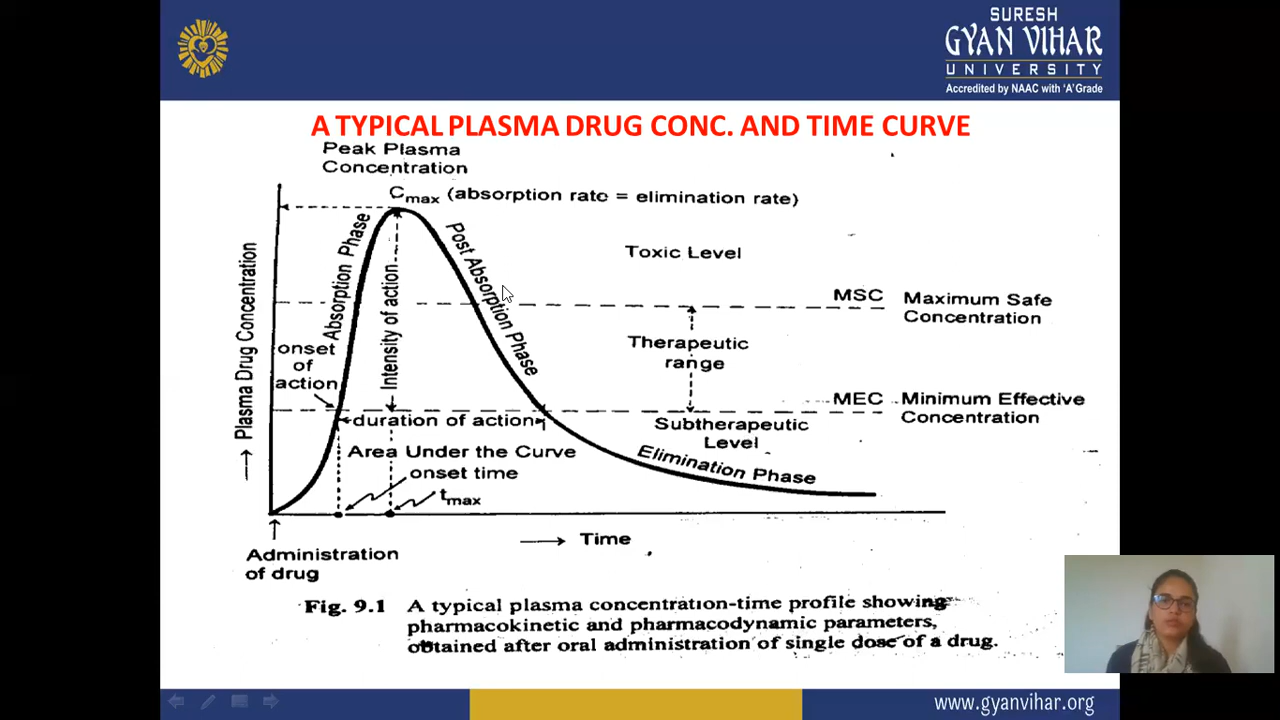 SURESH
GYAN VIHAR
UNIVERSITY
Accredited by NAAC with 'A' Grade
A TYPICAL PLASMA DRUG CONC. AND TIME CURVE
Peak Plasma
Concentration
Cmax (absorption rate = elimination rate)
Absorption Phase
Intensity of action
Post Absorption Phase
Toxic Level
MSC
Maximum Safe
Concentration
Plasma Drug Concentration
onset
of
action
Therapeutic
range
MEC
Minimum Effective
Concentration
duration of action
Subtherapeutic
Level
Area Under the Curve
onset time
tmax
Elimination Phase
Time
Administration
of drug
Fig. 9.1 A typical plasma concentration-time profile showing
pharmacokinetic and pharmacodynamic parameters,
obtained after oral administration of single dose of a drug.
www.gyanvihar.org